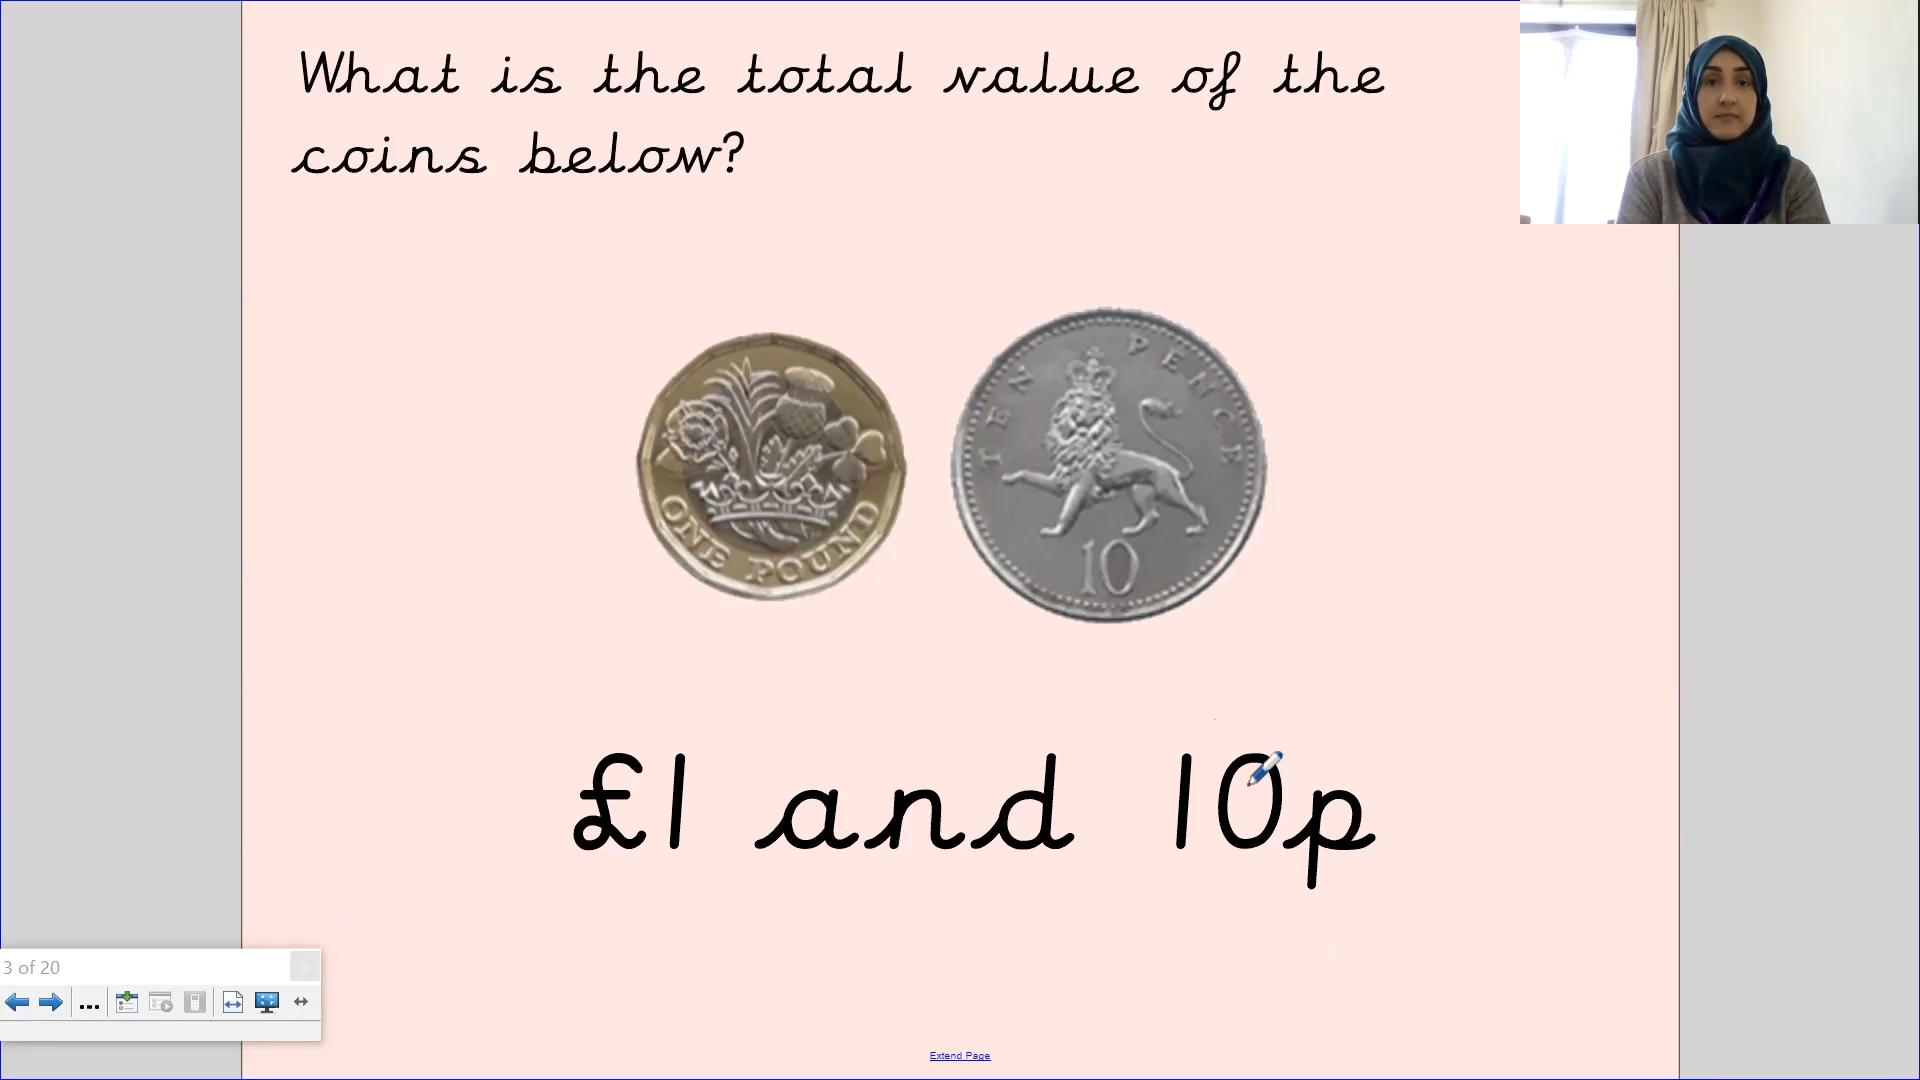 What is the total value of the
coins below?
ONE POUND
TEN PENCE
10
£1 and 10p
3 of 20
Extend Page